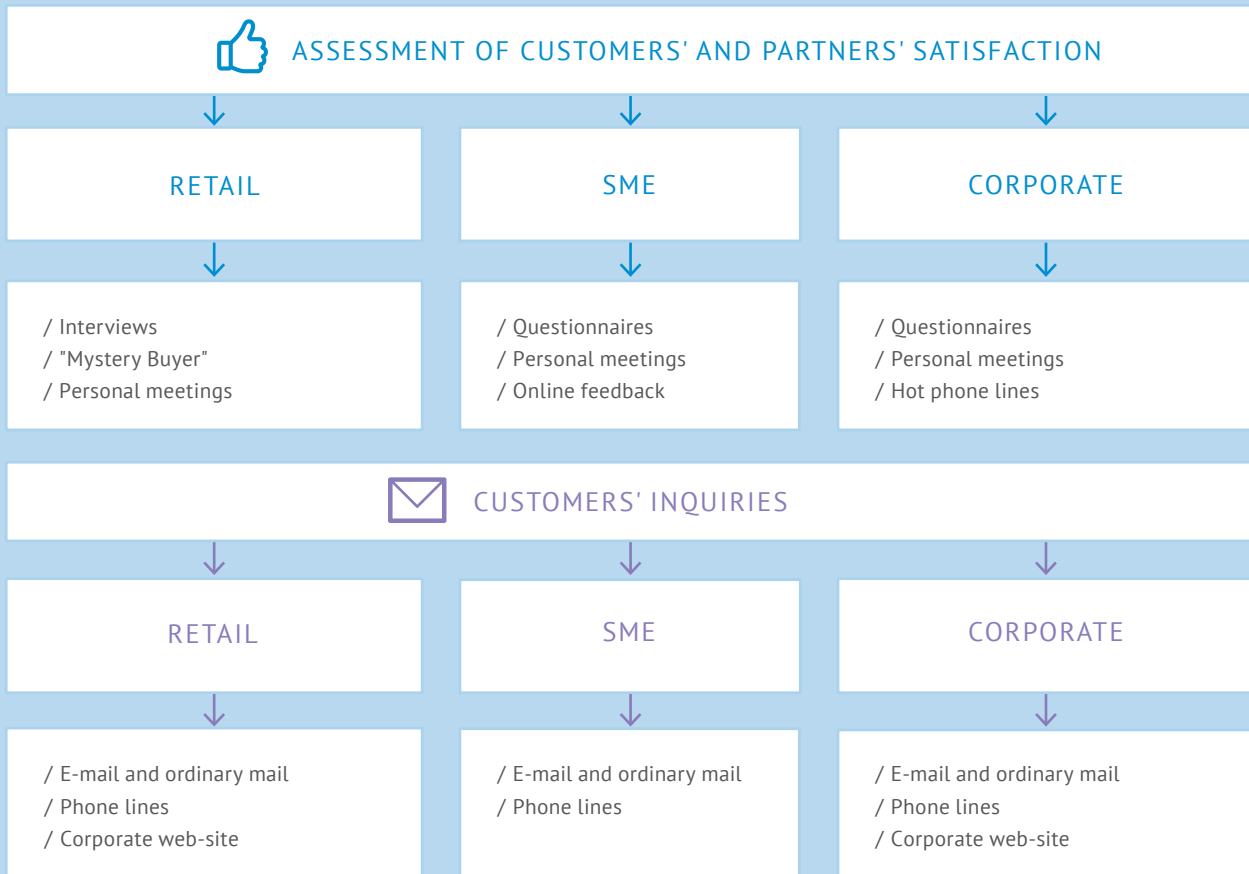 ASSESSMENT OF CUSTOMERS' AND PARTNERS' SATISFACTION
RETAIL
SME
CORPORATE
/ Interviews
/ "Mystery Buyer"
/ Personal meetings
/ Questionnaires
/ Personal meetings
/ Online feedback
/ Questionnaires
/ Personal meetings
/ Hot phone lines
CUSTOMERS' INQUIRIES
RETAIL
SME
CORPORATE
/ E-mail and ordinary mail
/ Phone lines
/ Corporate web-site
/ E-mail and ordinary mail
/ Phone lines
/ E-mail and ordinary mail
/ Phone lines
/ Corporate web-site